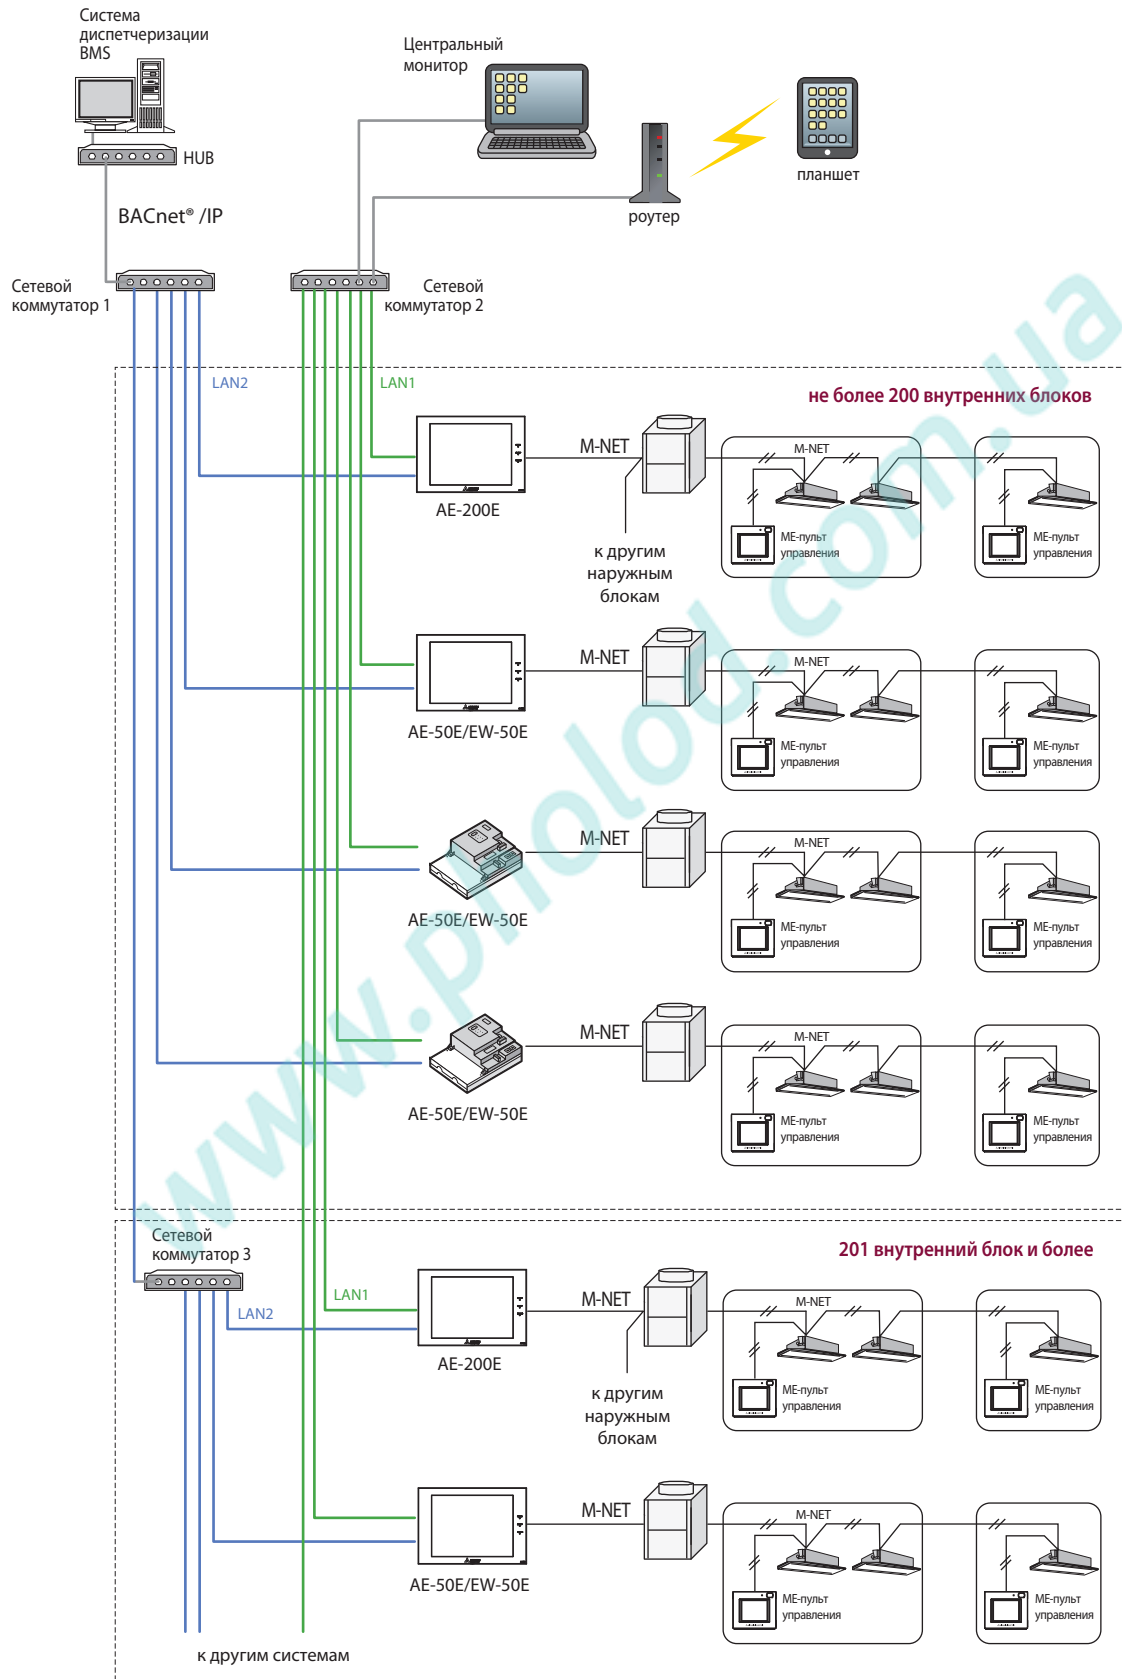 Система
диспетчеризации
BMS
HUB
BACnet® /IP
Центральный
монитор
роутер
планшет
Сетевой
коммутатор 1
Сетевой
коммутатор 2
LAN2
LAN1
не более 200 внутренних блоков
AE-200E
M-NET
к другим
наружным
блокам
M-NET
ME-пульт
управления
ME-пульт
управления
AE-50E/EW-50E
M-NET
M-NET
ME-пульт
управления
ME-пульт
управления
AE-50E/EW-50E
M-NET
M-NET
ME-пульт
управления
ME-пульт
управления
AE-50E/EW-50E
M-NET
M-NET
ME-пульт
управления
ME-пульт
управления
Сетевой
коммутатор 3
201 внутренний блок и более
LAN2
LAN1
AE-200E
M-NET
к другим
наружным
блокам
M-NET
ME-пульт
управления
ME-пульт
управления
AE-50E/EW-50E
M-NET
M-NET
ME-пульт
управления
ME-пульт
управления
к другим системам
www.pholod.com.ua